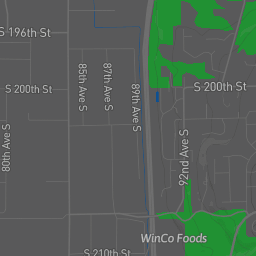 S 196th St
85th Ave S
87th Ave S
89th Ave S
S 200th St
S 200th St
80th Ave S
92nd Ave S
WinCo Foods
S 210th St